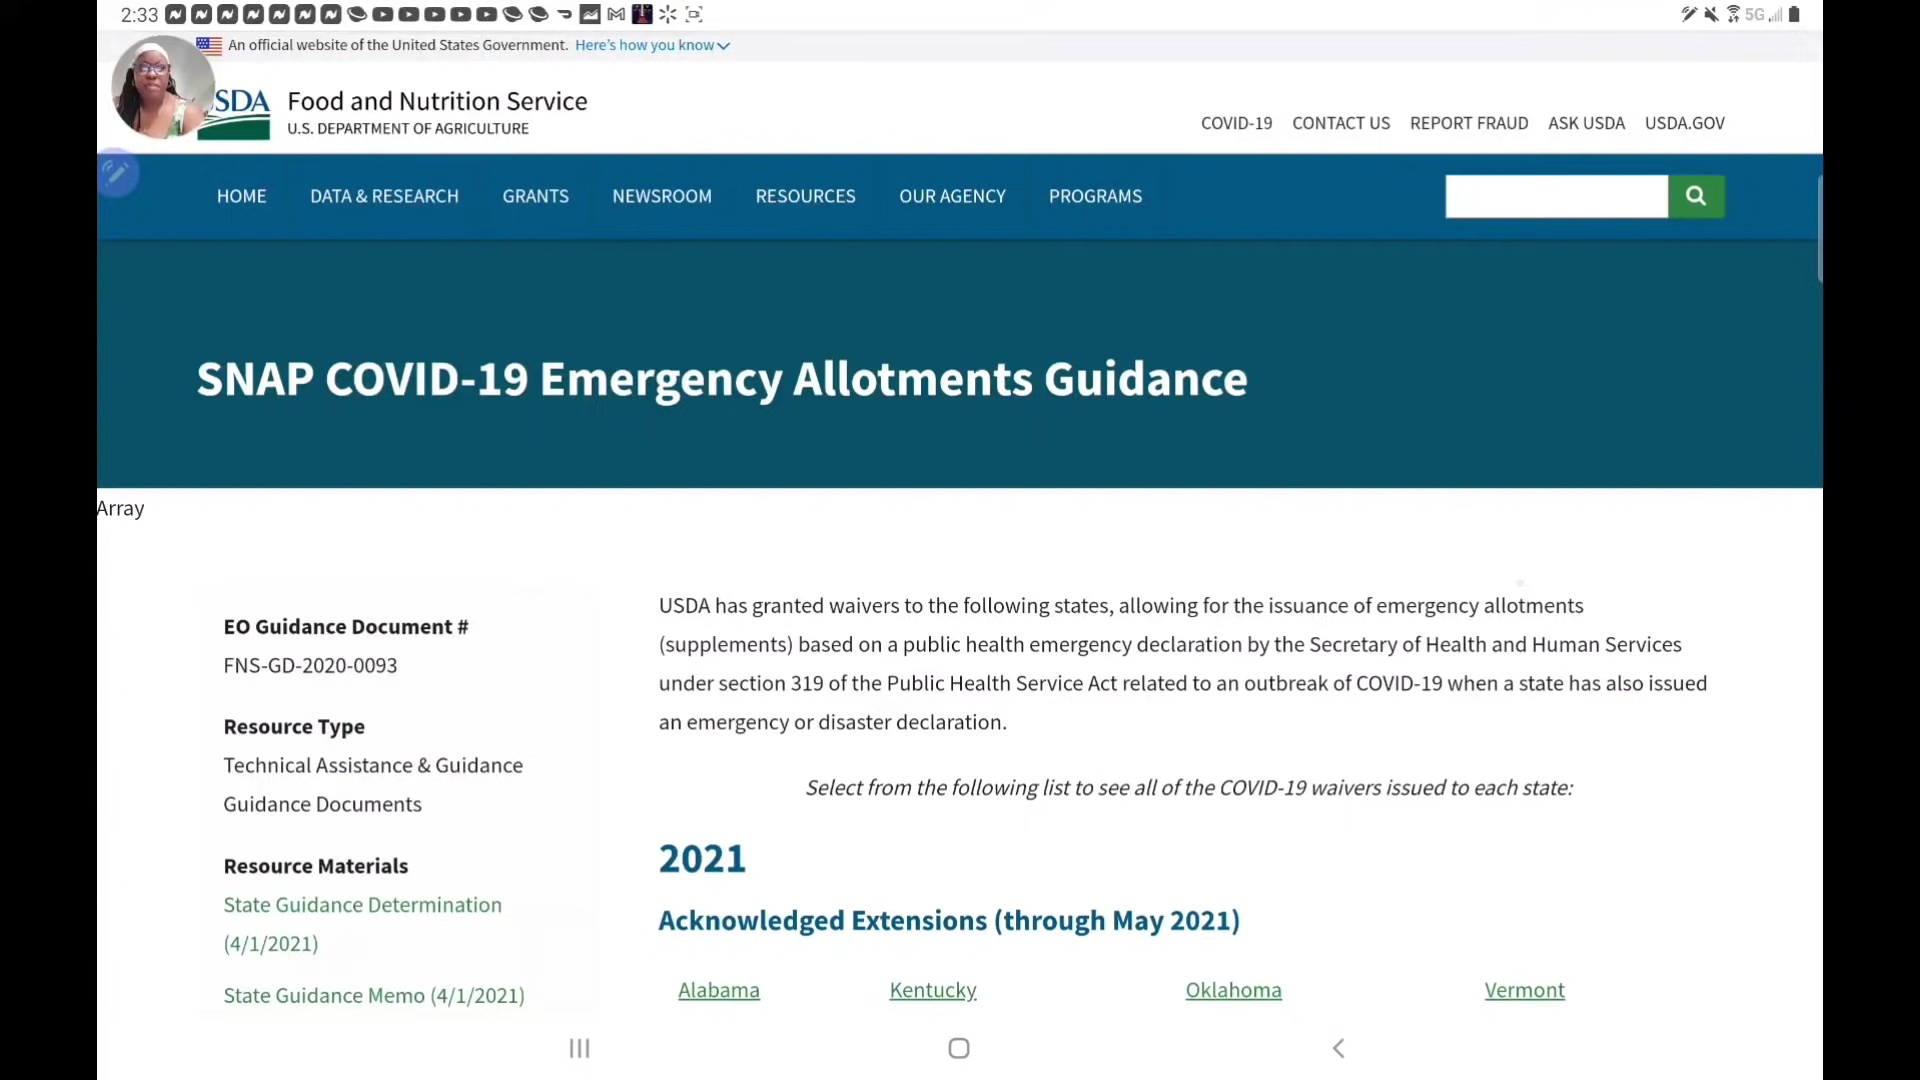 2:33
5G
An official website of the United States Government. Here's how you know
SDA
Food and Nutrition Service
U.S. DEPARTMENT OF AGRICULTURE
COVID-19 CONTACT US REPORT FRAUD ASK USDA USDA.GOV
HOME DATA & RESEARCH GRANTS NEWSROOM RESOURCES OUR AGENCY PROGRAMS
SNAP COVID-19 Emergency Allotments Guidance
Array
EO Guidance Document #
FNS-GD-2020-0093
Resource Type
Technical Assistance & Guidance
Guidance Documents
Resource Materials
State Guidance Determination
(4/1/2021)
State Guidance Memo (4/1/2021)
USDA has granted waivers to the following states, allowing for the issuance of emergency allotments
(supplements) based on a public health emergency declaration by the Secretary of Health and Human Services
under section 319 of the Public Health Service Act related to an outbreak of COVID-19 when a state has also issued
an emergency or disaster declaration.
Select from the following list to see all of the COVID-19 waivers issued to each state:
2021
Acknowledged Extensions (through May 2021)
Alabama Kentucky Oklahoma Vermont